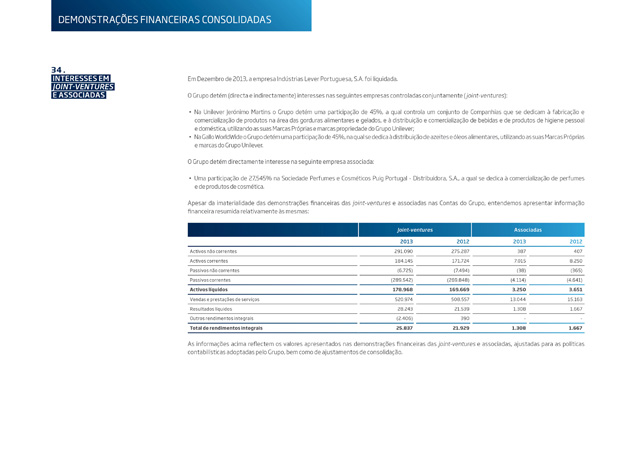 DEMONSTRAÇÕES FINANCEIRAS CONSOLIDADAS
34.
INTERESSES EM
JOINT-VENTURES
E ASSOCIADAS
Em Dezembro de 2013, a empresa Indústrias Lever Portuguesa, S.A. foi liquidada.
O Grupo detém (directa e indirectamente) interesses nas seguintes empresas controladas conjuntamente (joint-ventures):
• Na Unilever Jerónimo Martins o Grupo detém uma participação de 45%, a qual controla um conjunto de Companhias que se dedicam à fabricação e
comercialização de produtos na área das gorduras alimentares e gelados, e à distribuição e comercialização de bebidas e de produtos de higiene pessoal
e doméstica, utilizando as suas Marcas Próprias e marcas propriedade do Grupo Unilever;
• Na Gallo WorldWide o Grupo detém uma participação de 45%, na qual se dedica à distribuição de azeites e óleos alimentares, utilizando as suas Marcas Próprias
e marcas do Grupo Unilever.
O Grupo detém directamente interesse na seguinte empresa associada:
• Uma participação de 27,545% na Sociedade Perfumes e Cosméticos Puig Portugal - Distribuidora, S.A., a qual se dedica à comercialização de perfumes
e de produtos de cosmética.
Apesar da imaterialidade das demonstrações financeiras das joint-ventures e associadas nas Contas do Grupo, entendemos apresentar informação
financeira resumida relativamente às mesmas:
Joint-ventures Associadas
2013 2012 2013 2012
Activos não correntes 291.090 275.287 387 407
Activos correntes 184.145 171.724 7.015 8.250
Passivos não correntes (6.725) (7.494) (38) (365)
Passivos correntes (289.542) (269.848) (4.114) (4.641)
Activos líquidos 178.968 169.669 3.250 3.651
Vendas e prestações de serviços 520.974 509.557 13.044 15.163
Resultados líquidos 28.243 21.539 1.308 1.667
Outros rendimentos integrais (2.406) 390 - -
Total de rendimentos integrais 25.837 21.929 1.308 1.667
As informações acima reflectem os valores apresentados nas demonstrações financeiras das joint-ventures e associadas, ajustadas para as políticas
contabilísticas adoptadas pelo Grupo, bem como de ajustamentos de consolidação.